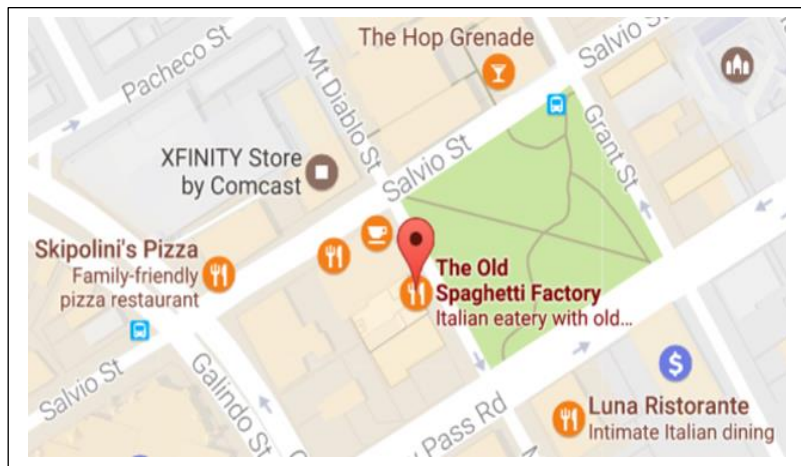 The Hop Grenade
Salvio St
Pacheco St
Mt Diablo St
XFINITY Store
by Comcast
Salvio St
Grant St
Skipolini's Pizza
Family-friendly
pizza restaurant
The Old
Spaghetti Factory
Italian eatery with old...
$
Salvio St
Galindo St
Pass Rd
Luna Ristorante
Intimate Italian dining